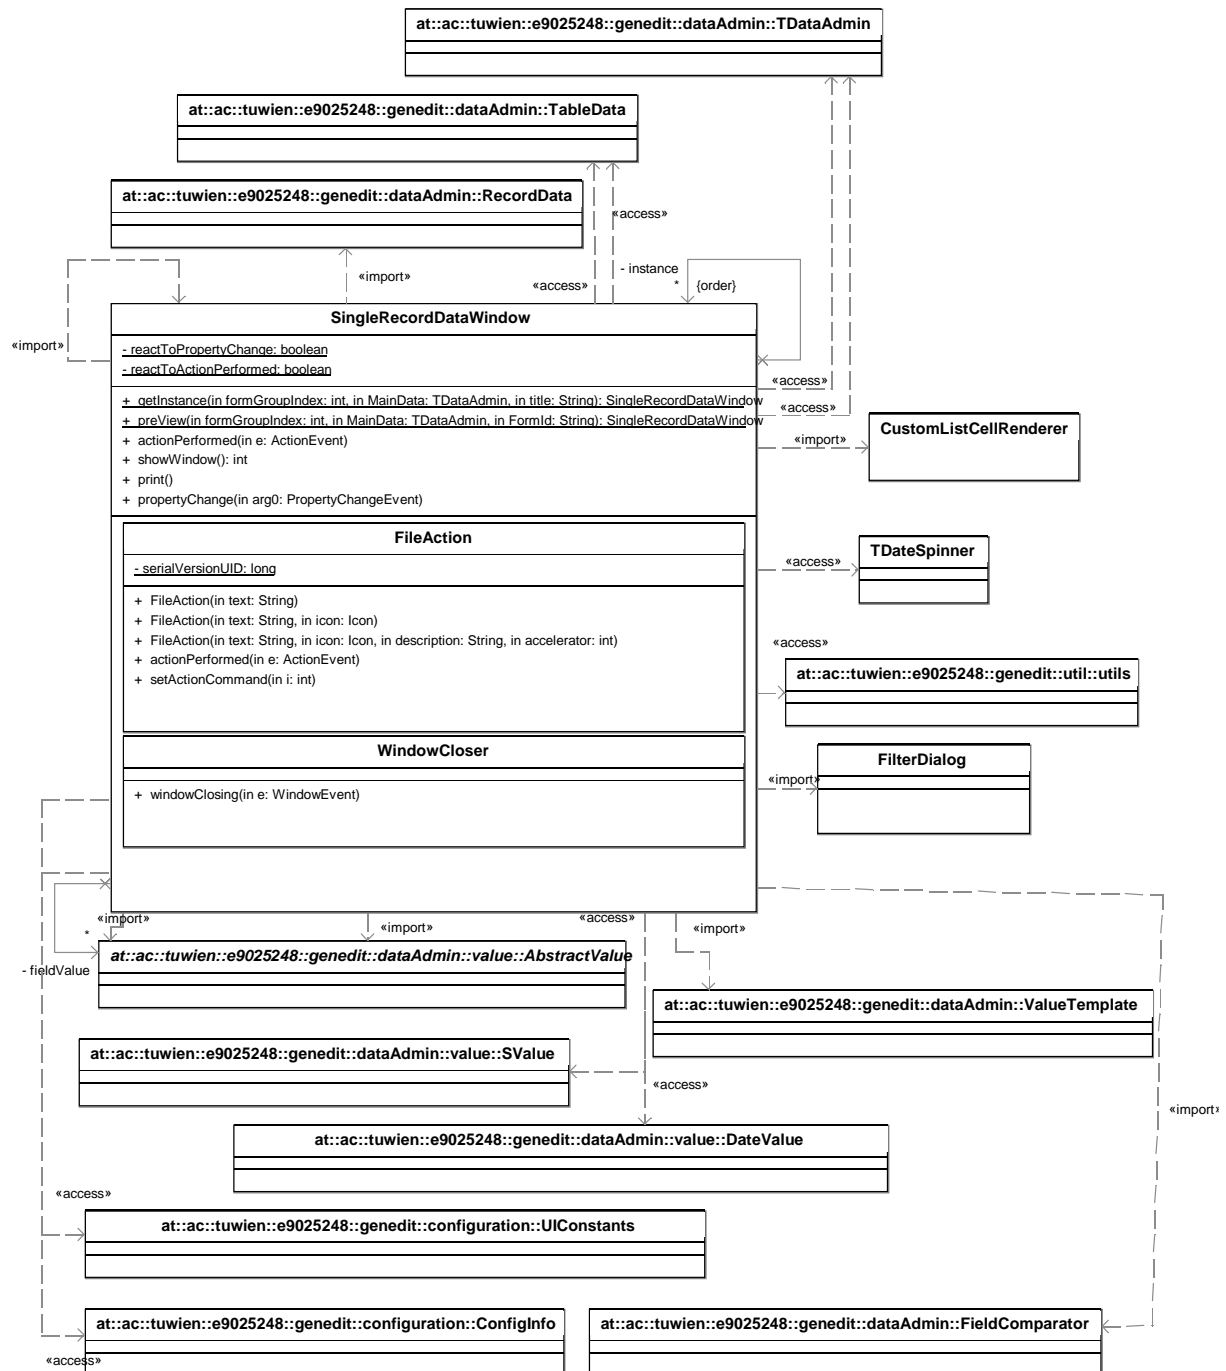 at::ac::tuwien::e9025248::genedit::dataAdmin::TDataAdmin
at::ac::tuwien::e9025248::genedit::dataAdmin::TableData
at::ac::tuwien::e9025248::genedit::dataAdmin::RecordData
«access»
- instance
«import»
* {order}
«access»
SingleRecordDataWindow
«import»
- reactToPropertyChange: boolean
- reactToActionPerformed: boolean
«access»
+ getInstance(in formGroupIndex: int, in MainData: TDataAdmin, in title: String): SingleRecordDataWindow
«access»
+ preView(in formGroupIndex: int, in MainData: TDataAdmin, in FormId: String): SingleRecordDataWindow
+ actionPerformed(in e: ActionEvent)
«import»
CustomListCellRenderer
+ showWindow(): int
+ print()
+ propertyChange(in arg0: PropertyChangeEvent)
FileAction
TDateSpinner
«access»
- serialVersionUID: long
+ FileAction(in text: String)
+ FileAction(in text: String, in icon: Icon)
+ FileAction(in text: String, in icon: Icon, in description: String, in accelerator: int)
«access»
+ actionPerformed(in e: ActionEvent)
at::ac::tuwien::e9025248::genedit::util::utils
+ setActionCommand(in i: int)
WindowCloser
FilterDialog
«import»
+ windowClosing(in e: WindowEvent)
«import»
«access»
«import»
«import»
*
at::ac::tuwien::e9025248::genedit::dataAdmin::value::AbstractValue
- fieldValue
at::ac::tuwien::e9025248::genedit::dataAdmin::ValueTemplate
at::ac::tuwien::e9025248::genedit::dataAdmin::value::SValue
«access»
«import»
at::ac::tuwien::e9025248::genedit::dataAdmin::value::DateValue
«access»
at::ac::tuwien::e9025248::genedit::configuration::UIConstants
at::ac::tuwien::e9025248::genedit::configuration::ConfigInfo
at::ac::tuwien::e9025248::genedit::dataAdmin::FieldComparator
«access»